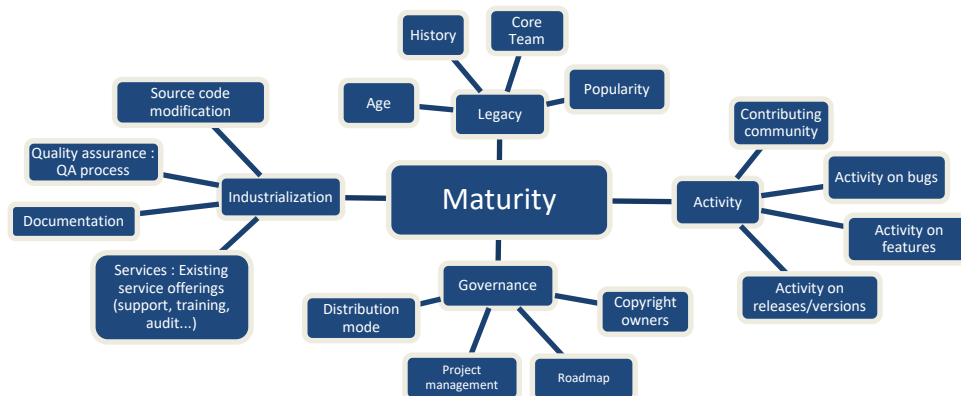 History
Core
Team
Age
Legacy
Popularity
Source code
modification
Quality assurance :
QA process
Documentation
Industrialization
Services : Existing
service offerings
(support, training,
audit...)
Maturity
Contributing
community
Activity
Activity on bugs
Activity on
features
Activity on
releases/versions
Governance
Distribution
mode
Copyright
owners
Project
management
Roadmap